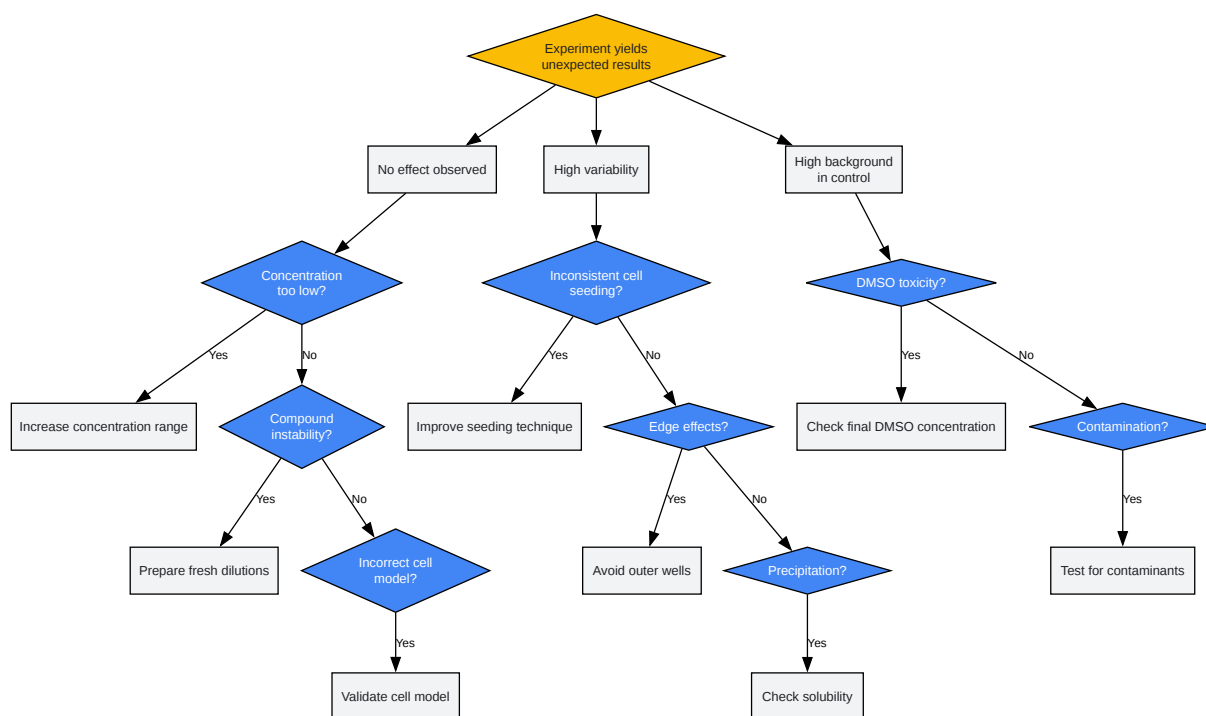 Experiment yields
unexpected results
No effect observed
High variability
High background
in control
Concentration
too low?
Inconsistent cell
seeding?
DMSO toxicity?
Yes
No
Yes
No
Yes
No
Increase concentration range
Compound
instability?
Improve seeding technique
Edge effects?
Check final DMSO concentration
Contamination?
Yes
No
Yes
No
Yes
Prepare fresh dilutions
Incorrect cell
model?
Avoid outer wells
Precipitation?
Test for contaminants
Yes
Yes
Validate cell model
Check solubility